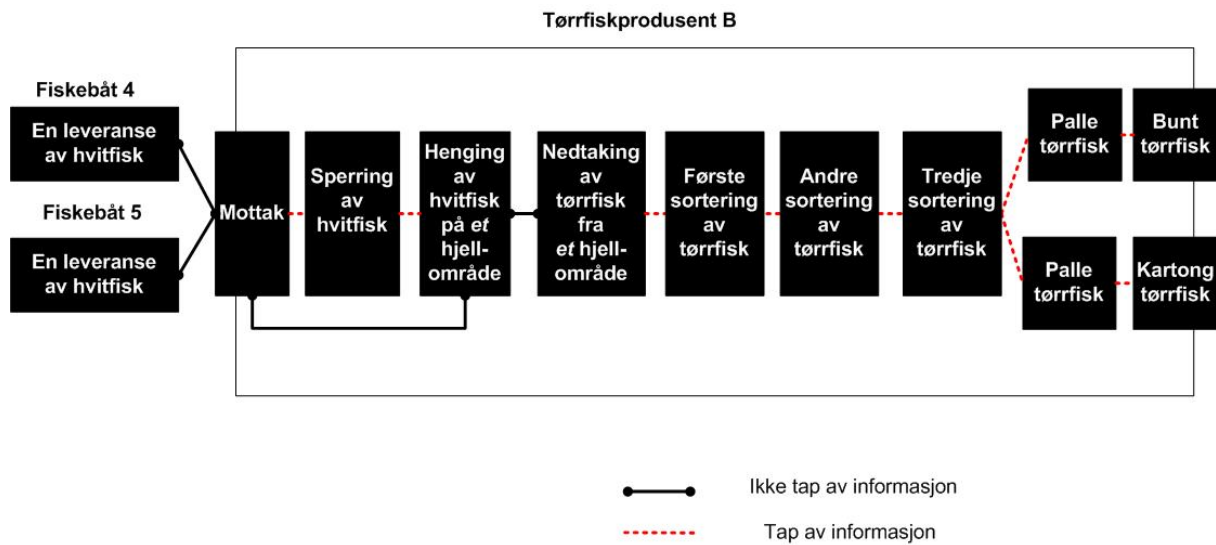 Tørrfiskprodusent B
Fiskebåt 4
En leveranse
av hvitfisk
Fiskebåt 5
En leveranse
av hvitfisk
Mottak
Sperring
av
hvitfisk
Henging
av
hvitfisk
på et
hjell-
område
Nedtaking
av
tørrfisk
fra
et hjell-
område
Første
sortering
av
tørrfisk
Andre
sortering
av
tørrfisk
Tredje
sortering
av
tørrfisk
Palle
tørrfisk
Bunt
tørrfisk
Palle
tørrfisk
Kartong
tørrfisk
Ikke tap av informasjon
Tap av informasjon